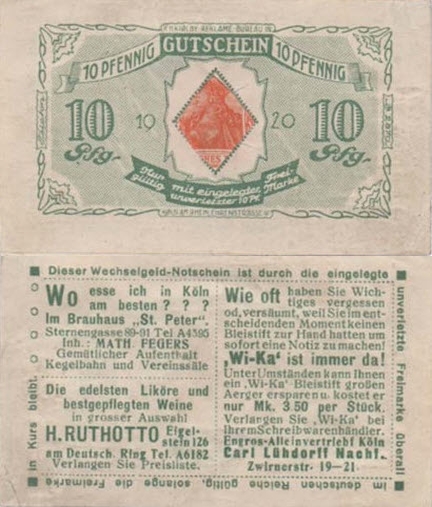 GUTSCHEIN
10 PFENNIG
10 PFENNIG
10
Pfg.
19
20
10
Pfg.
Nur gültig mit eingelegter Frei-Marke
unverletzter 10 Pf.
Dieser Wechselgeld-Notschein ist durch die eingelegte
unverletzte Freimarke überall
im deutschen Reiche gültig, solange die Freimarke
in Kurs bleibt.
Wo esse ich in Köln
am besten ? ? ?
Im Brauhaus „St. Peter".
Sternengasse 89-91 Tel A4595
Inh.: MATH FEGERS
Gemütlicher Aufenthalt
Kegelbahn und Vereinssäle
Die edelsten Liköre und
bestgepflegten Weine
in grosser Auswahl
H. RUTHOTTO Eigel-
stein 126
am Deutsch. Ring Tel. A6182
Verlangen Sie Preisliste.
Wie oft haben Sie Wich-
tiges vergessen
od. versäumt, weil Sie im ent-
scheidenden Moment keinen
Bleistift zur Hand hatten um
sofort eine Notiz zu machen!
„Wi-Ka" ist immer da!
Unter Umständen kann Ihnen
ein ‚Wi-Ka'-Bleistift großen
Aerger ersparen u. kostet er
nur Mk. 3.50 per Stück.
Verlangen Sie „Wi-Ka" bei
Ihrem Schreibwarenhändler.
Engros-Alleinvertrieb f Köln
Carl Lühdorff Nachf.
Zwirnerstr. 19—21.